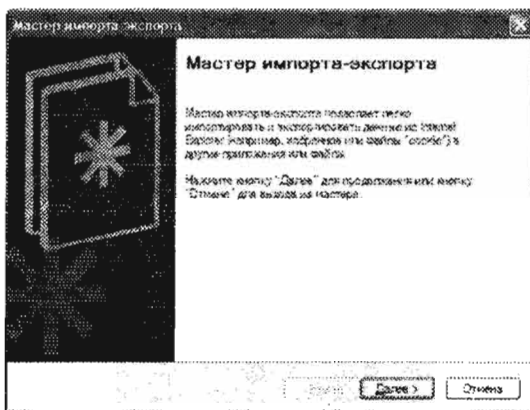 Мастер импорта экспорта
Мастер импорта-экспорта
Мастер импорта-экспорта позволяет легко
импортировать и экспортировать данные из Internet
Explorer (например, избранное или файлы "cookie") в
другие приложения или файлы.
Нажмите кнопку "Далее" для продолжения или кнопку
"Отмена" для выхода из мастера.
Далее >
Отмена